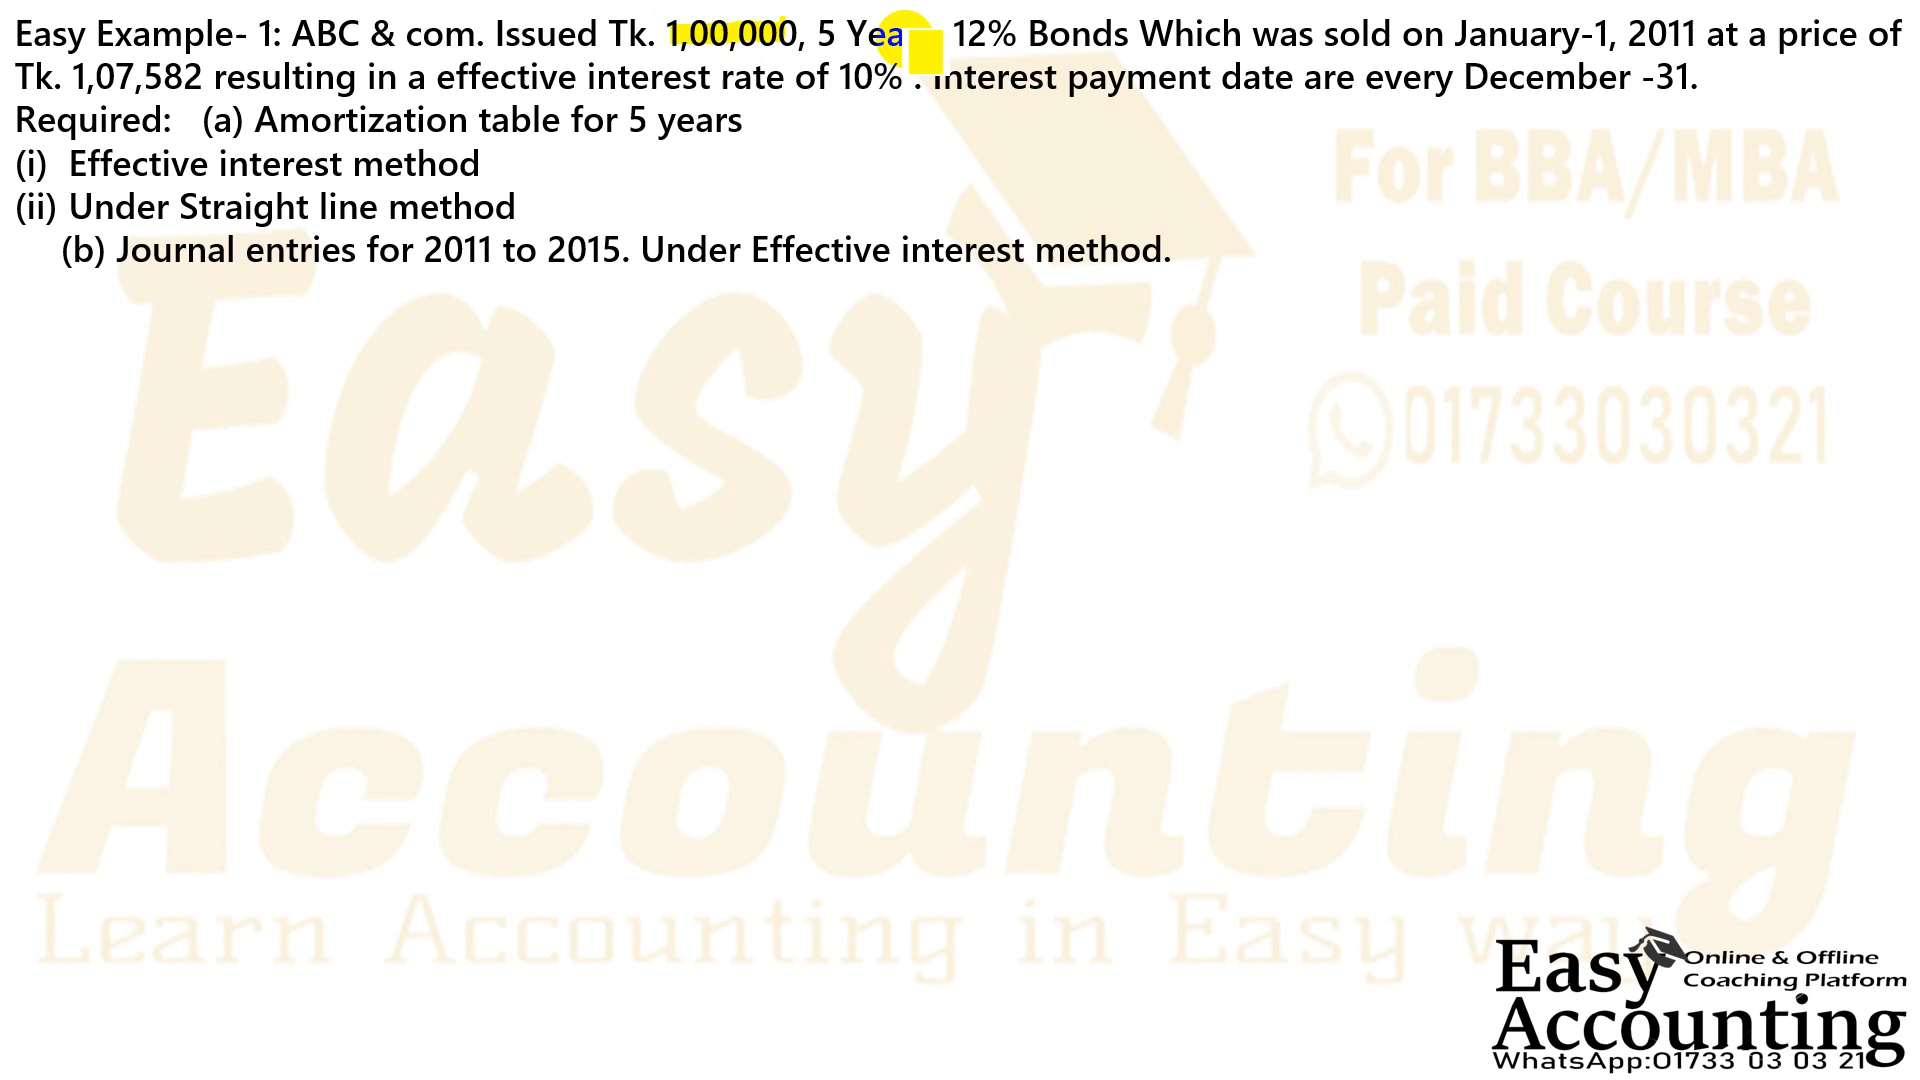 Easy Example- 1: ABC & com. Issued Tk. 1,00,000, 5 12% Bonds Which was sold on January-1, 2011 at a price of
Tk. 1,07,582 resulting in a effective interest rate of 10% . Interest payment date are every December -31.
Required: (a) Amortization table for 5 years
(i) Effective interest method
(ii) Under Straight line method
(b) Journal entries for 2011 to 2015. Under Effective interest method.
For BBA/MBA
Paid Course
01733030321
Easy
Accounting
Learn Accounting in Easy way
Easy Online & Offline
Coaching Platform
Accounting
WhatsApp:01733 03 03 21